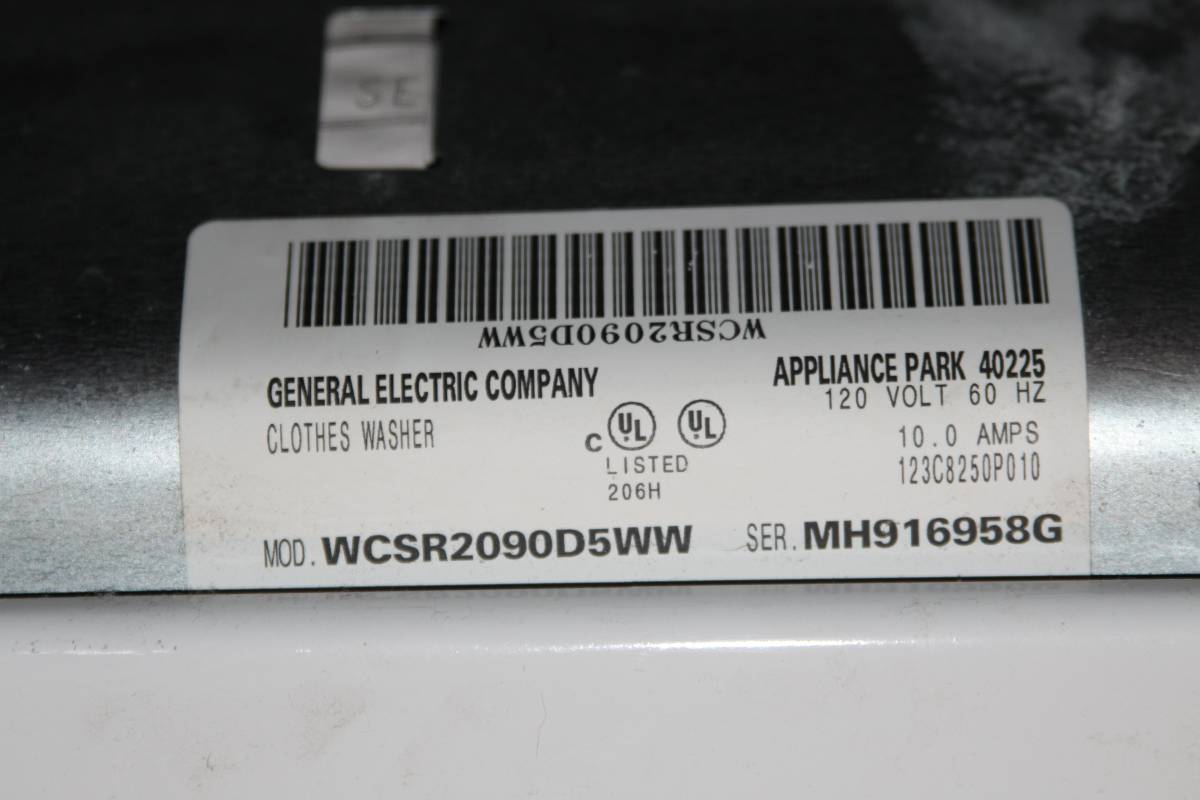 SE
WCSR2090D5WW
GENERAL ELECTRIC COMPANY
APPLIANCE PARK 40225
120 VOLT 60 HZ
CLOTHES WASHER
C UL UL
10.0 AMPS
LISTED
123C8250P010
206H
MOD. WCSR2090D5WW SER. MH916958G